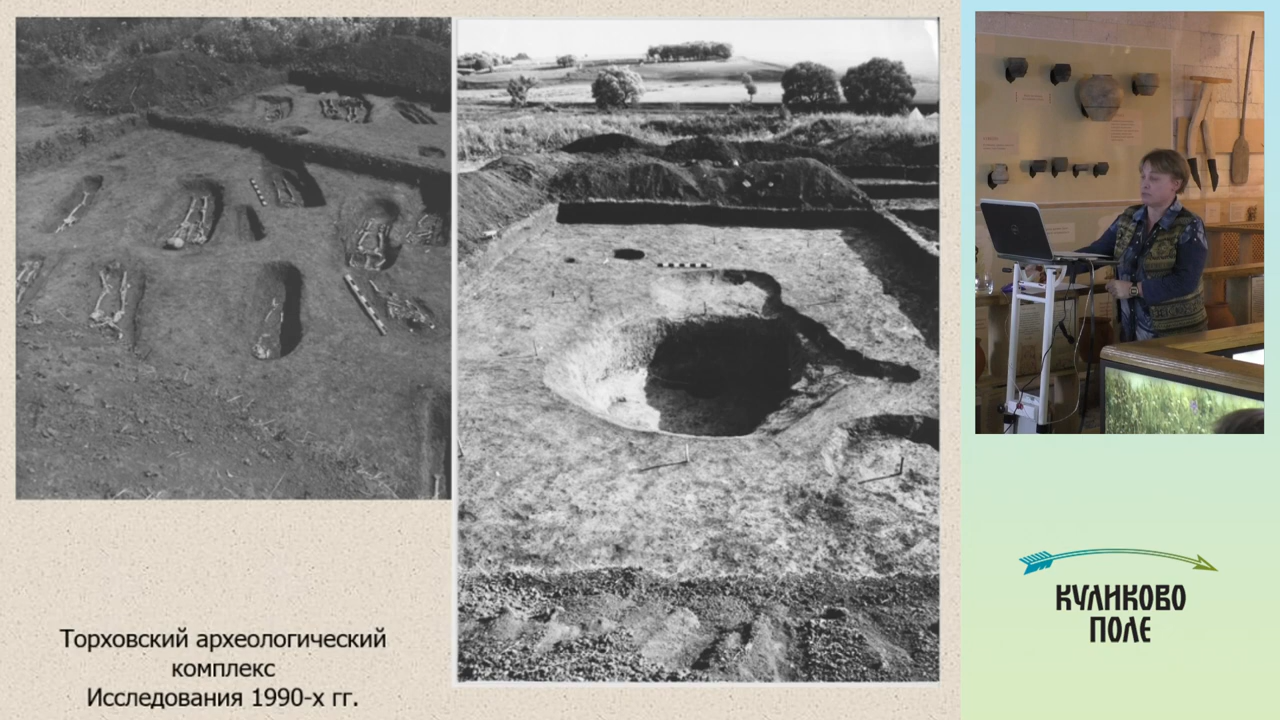 Торховский археологический
комплекс
Исследования 1990-х гг.
КУЛИКОВО
ПОЛЕ